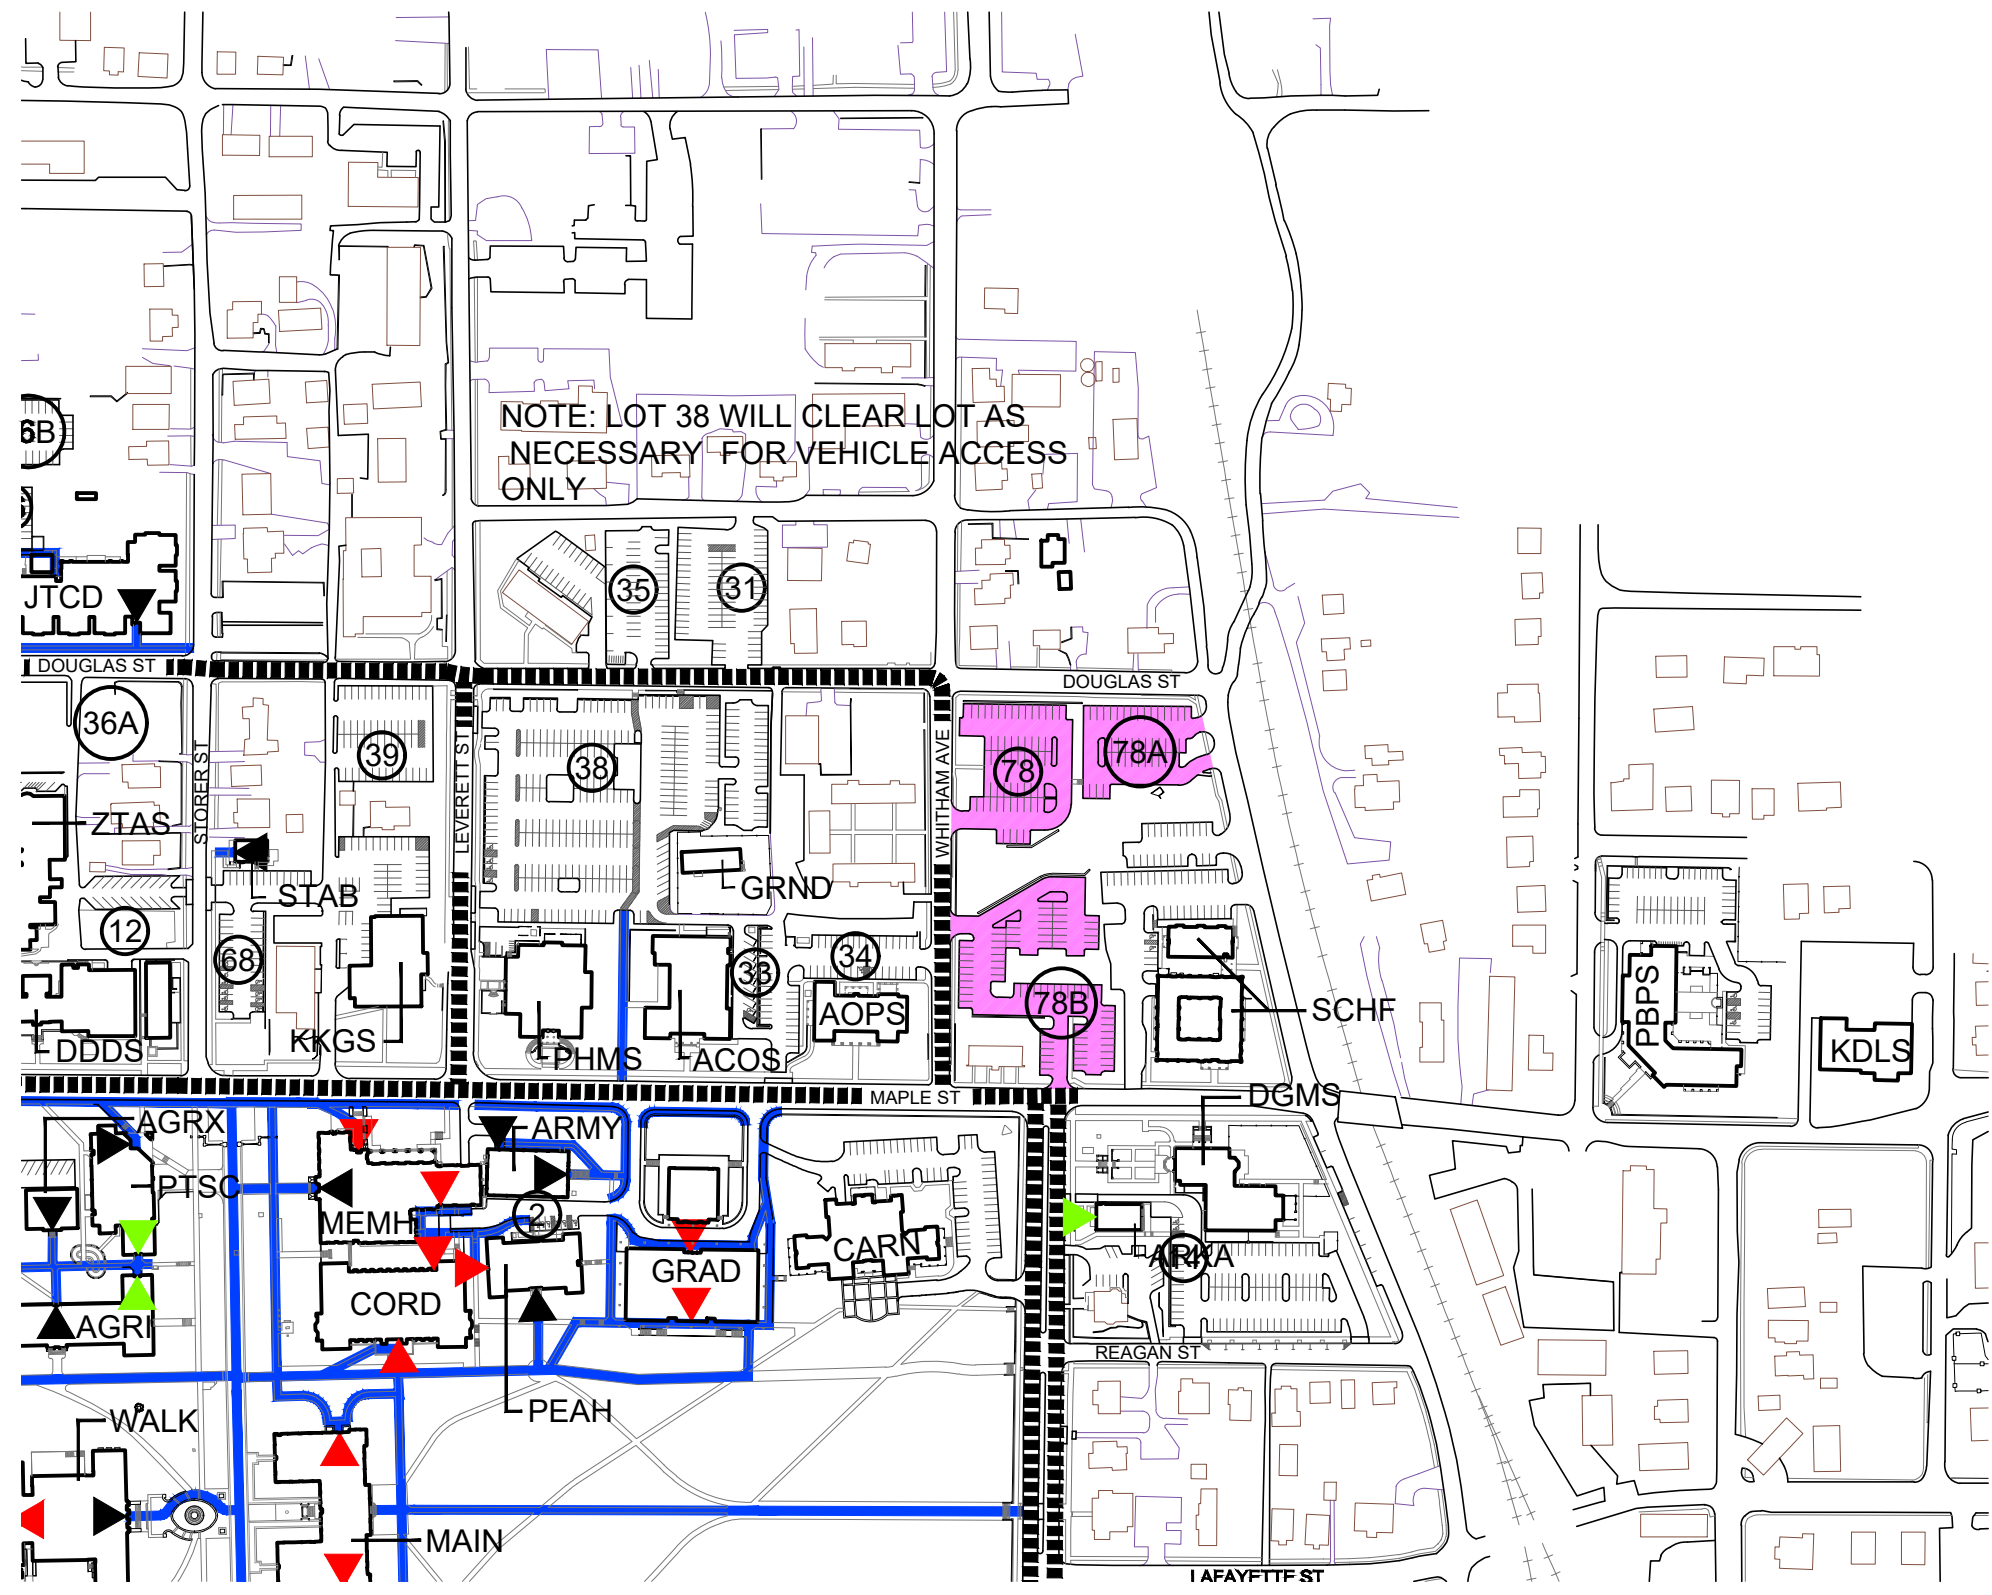 NOTE: LOT 38 WILL CLEAR LOT AS
NECESSARY FOR VEHICLE ACCESS
ONLY
6B
JTCD
35
31
DOUGLAS ST
DOUGLAS ST
36A
STORER ST
39
LEVERETT ST
38
WHITHAM AVE
78
78A
ZTAS
STAB
GRND
12
68
33
34
78B
SCHF
PBPS
AOPS
KKGS
DDDS
PHMS
ACOS
KDLS
MAPLE ST
DGMS
AGRX
ARMY
PTSC
MEMH
2
CARN
ARKA
GRAD
CORD
AGRI
REAGAN ST
PEAH
WALK
MAIN
LAFAYETTE ST